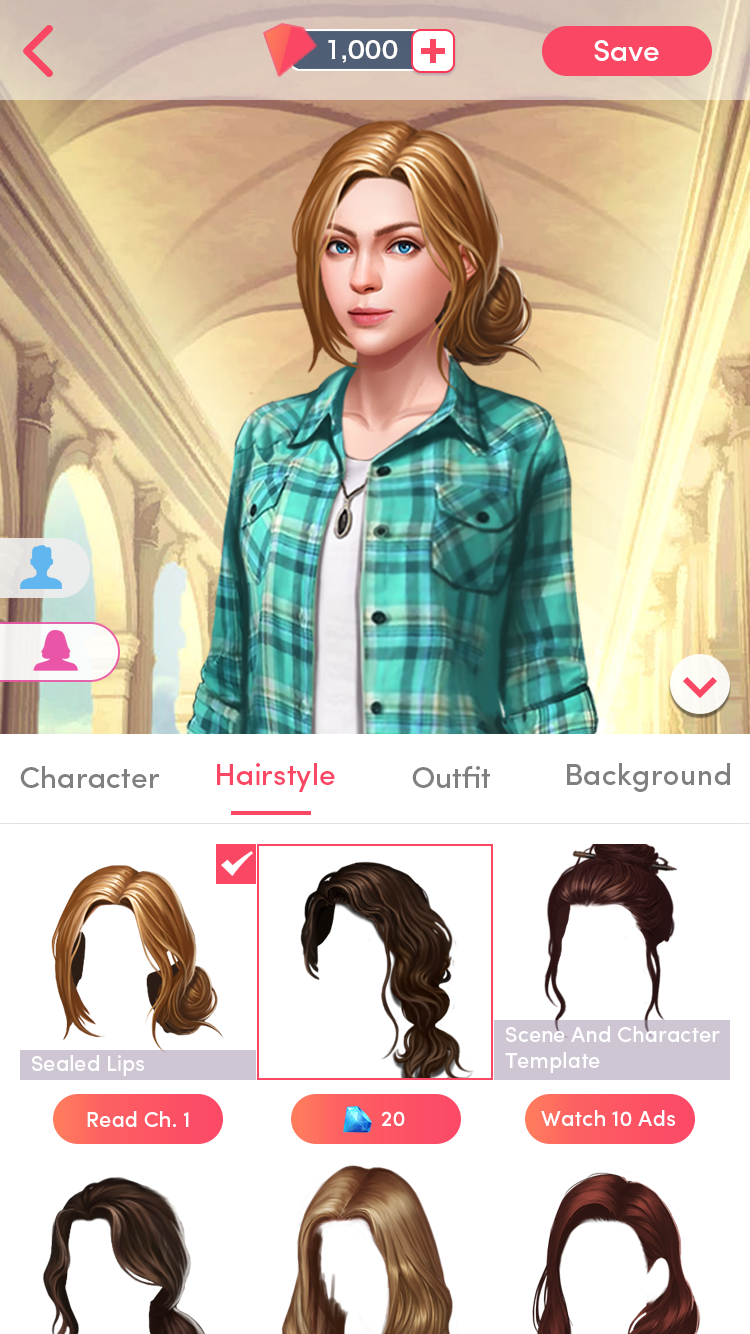 1,000
Save
Character
Hairstyle
Outfit
Background
Sealed Lips
Scene And Character
Template
Read Ch. 1
20
Watch 10 Ads